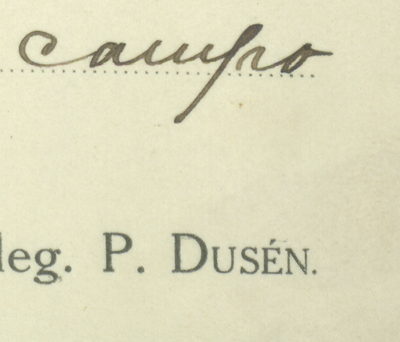 campo
leg. P. DUSÉN.